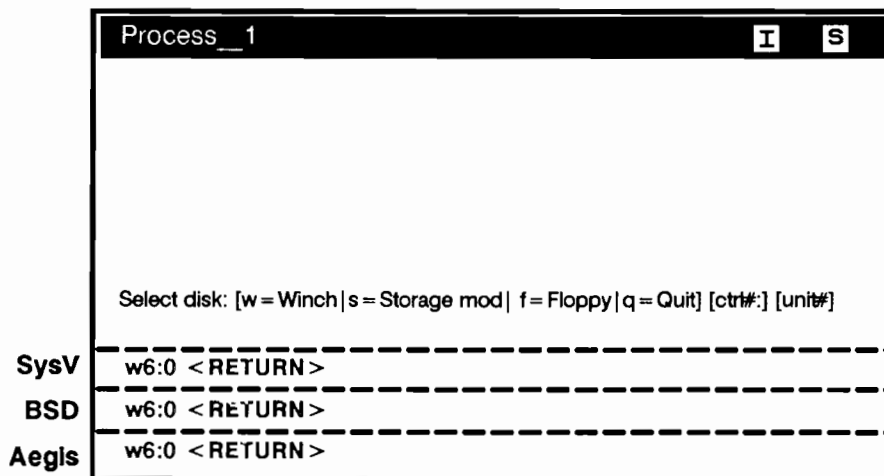 Process__1 I S
Select disk: [w=Winch|s=Storage mod| f=Floppy|q=Quit] [ctrl#:] [unit#]
SysV w6:0 <RETURN>
BSD w6:0 <RETURN>
Aegis w6:0 <RETURN>